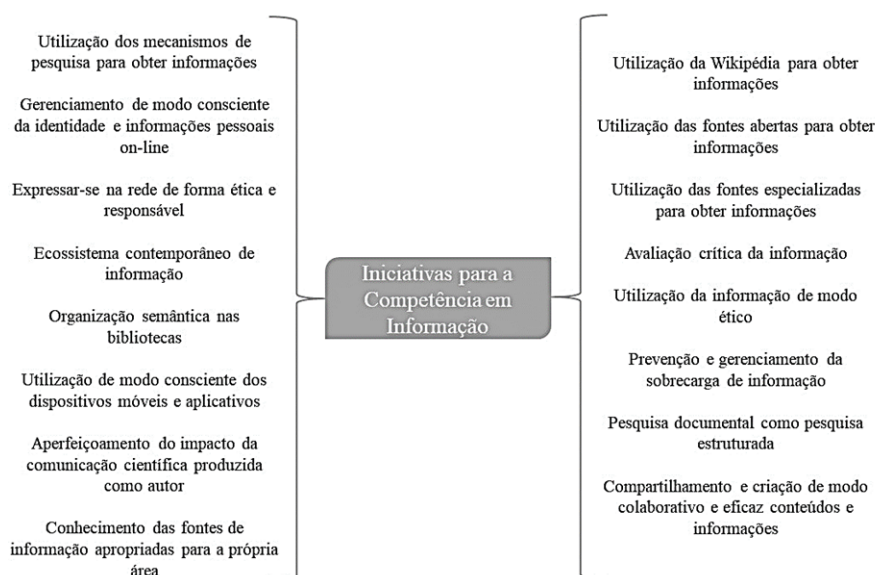 Utilização dos mecanismos de
pesquisa para obter informações
Gerenciamento de modo consciente
da identidade e informações pessoais
on-line
Expressar-se na rede de forma ética e
responsável
Ecossistema contemporâneo de
informação
Organização semântica nas
bibliotecas
Utilização de modo consciente dos
dispositivos móveis e aplicativos
Aperfeiçoamento do impacto da
comunicação científica produzida
como autor
Conhecimento das fontes de
informação apropriadas para a própria
área
Iniciativas para a
Competência em
Informação
Utilização da Wikipédia para obter
informações
Utilização das fontes abertas para obter
informações
Utilização das fontes especializadas
para obter informações
Avaliação crítica da informação
Utilização da informação de modo
ético
Prevenção e gerenciamento da
sobrecarga de informação
Pesquisa documental como pesquisa
estruturada
Compartilhamento e criação de modo
colaborativo e eficaz conteúdos e
informações